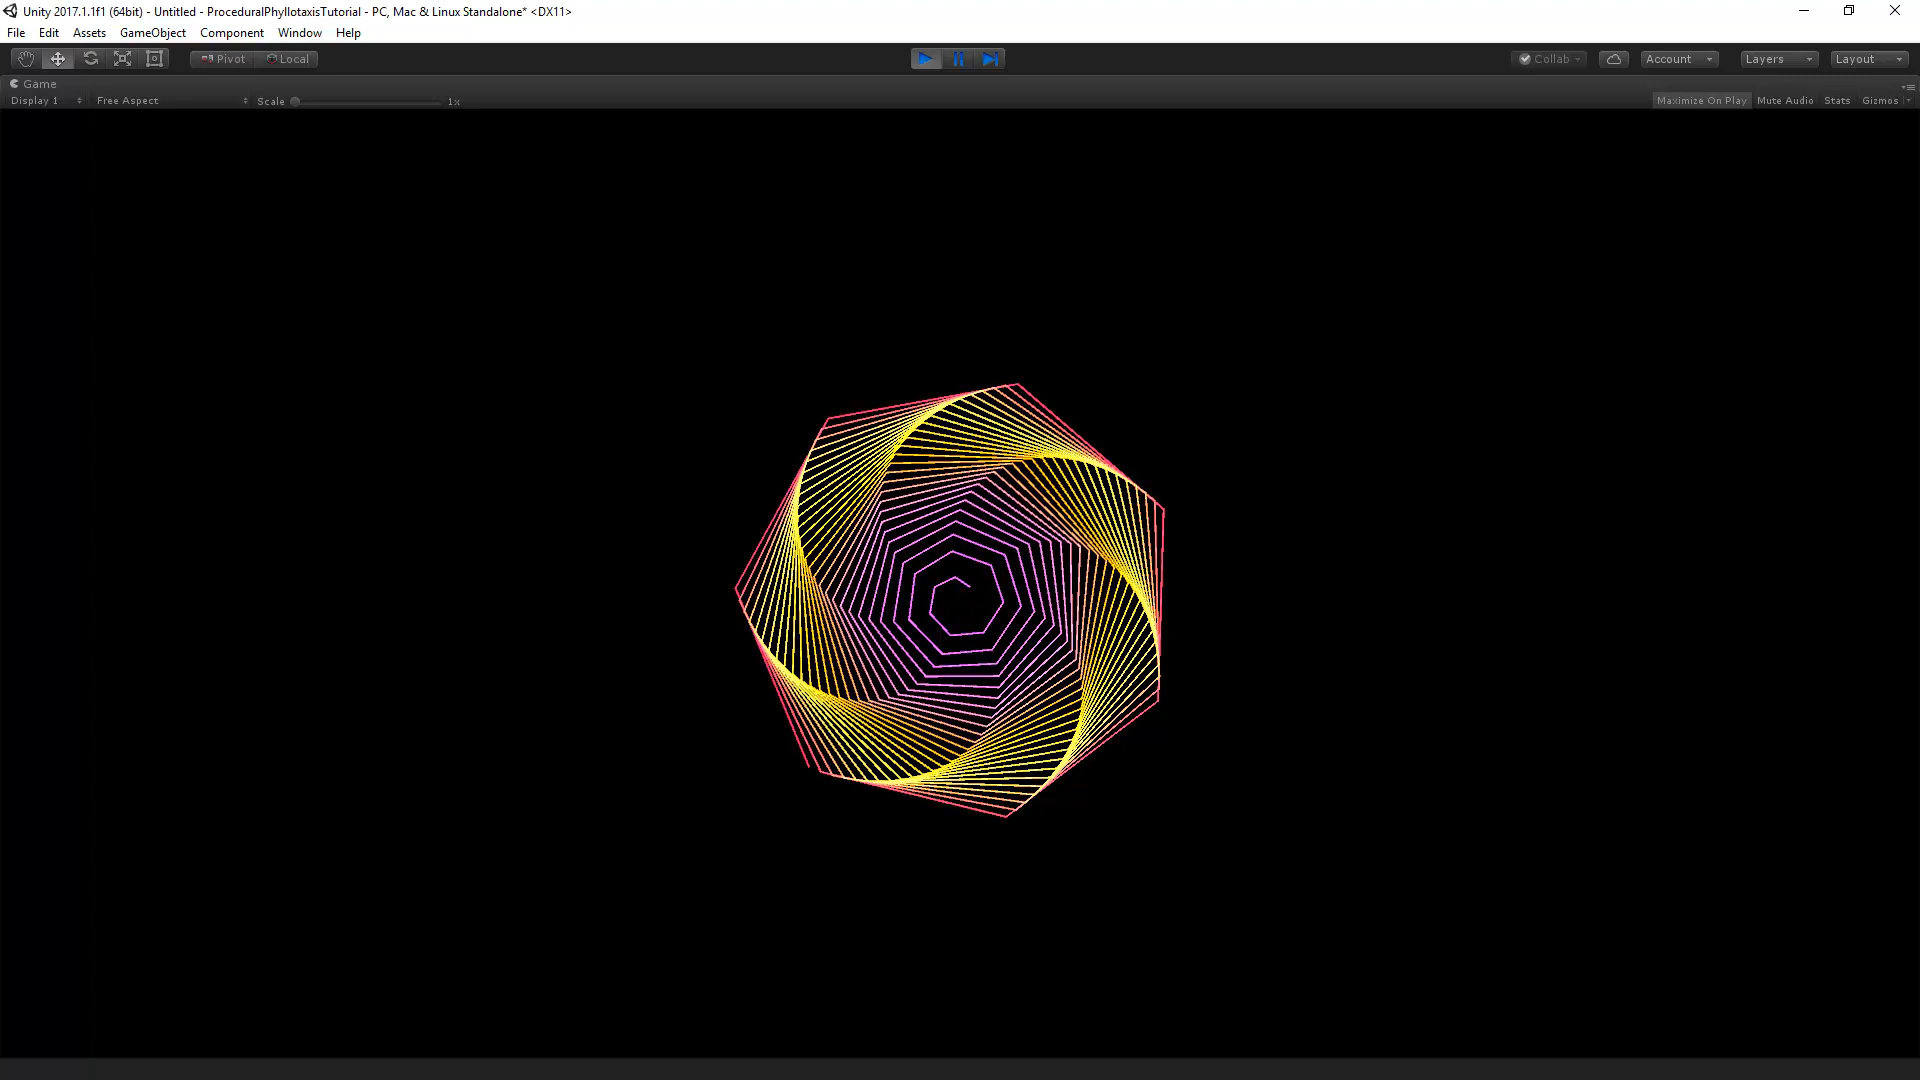 Unity 2017.1.1f1 (64bit) - Untitled - ProceduralPhyllotaxisTutorial - PC, Mac & Linux Standalone* <DX11>
File Edit Assets GameObject Component Window Help
Pivot Local Collab Account Layers Layout
Game
Display 1 Free Aspect Scale 1x Maximize On Play Mute Audio Stats Gizmos